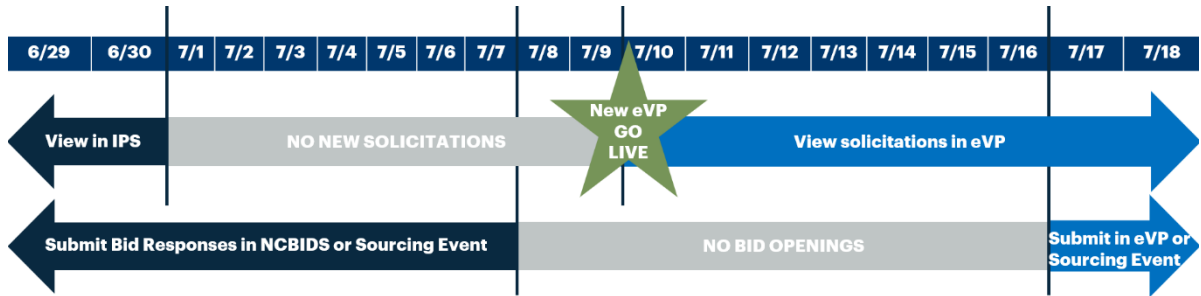 6/29 6/30 7/1 7/2 7/3 7/4 7/5 7/6 7/7 7/8 7/9 7/10 7/11 7/12 7/13 7/14 7/15 7/16 7/17 7/18
New eVP
GO
LIVE
View in IPS
NO NEW SOLICITATIONS
View solicitations in eVP
Submit Bid Responses in NCBIDS or Sourcing Event
NO BID OPENINGS
Submit in eVP or
Sourcing Event